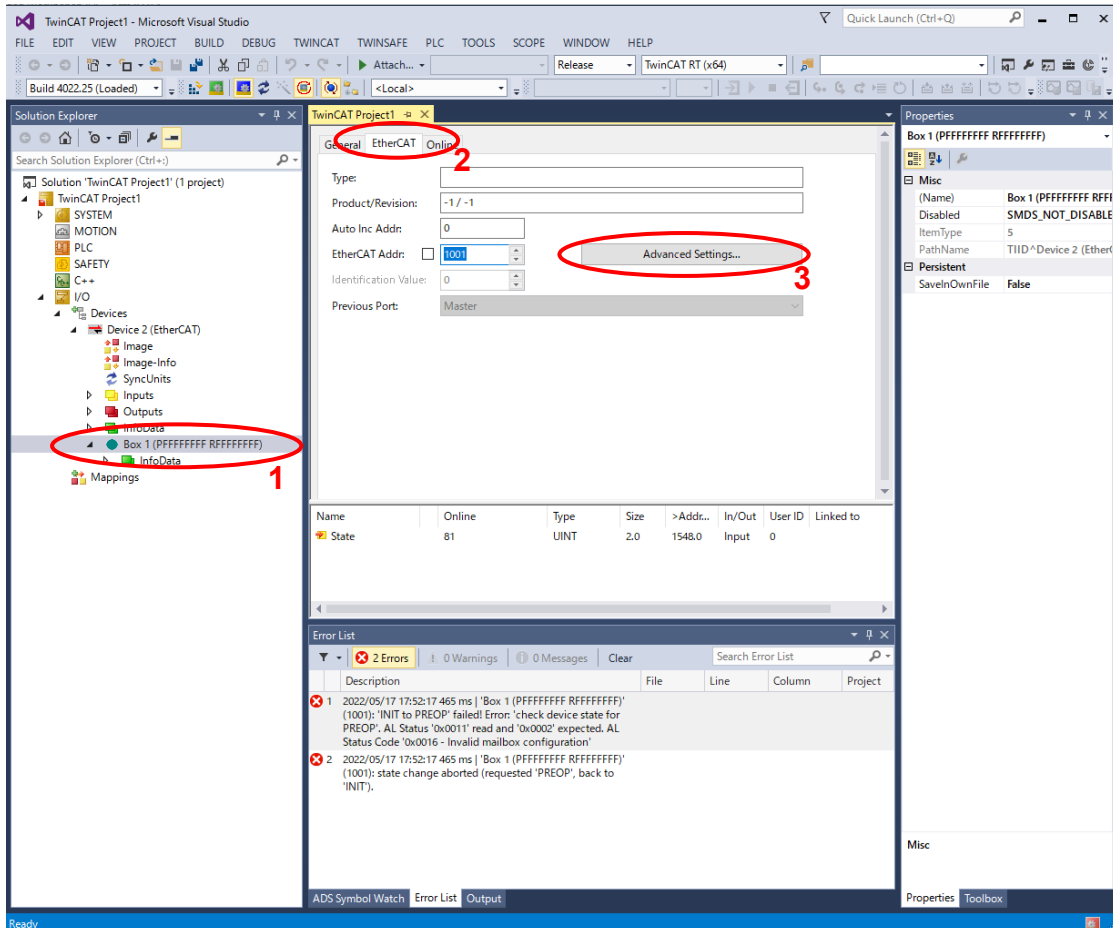 TwinCAT Project1 - Microsoft Visual Studio
Quick Launch (Ctrl+Q)
FILE EDIT VIEW PROJECT BUILD DEBUG TWINCAT TWINSAFE PLC TOOLS SCOPE WINDOW HELP
Attach... Release TwinCAT RT (x64)
Build 4022.25 (Loaded) <Local>
Solution Explorer
Search Solution Explorer (Ctrl+:)
Solution 'TwinCAT Project1' (1 project)
TwinCAT Project1
SYSTEM
MOTION
PLC
SAFETY
C++
I/O
Devices
Device 2 (EtherCAT)
Image
Image-Info
SyncUnits
Inputs
Outputs
InfoData
Box 1 (PFFFFFFFF RFFFFFFFF)
InfoData
1
Mappings
TwinCAT Project1
General EtherCAT Online
2
Type:
Product/Revision: -1 / -1
Auto Inc Addr: 0
EtherCAT Addr: 1001 Advanced Settings...
3
Identification Value: 0
Previous Port: Master
Name Online Type Size >Addr... In/Out User ID Linked to
State 81 UINT 2.0 1548.0 Input 0
Error List
2 Errors 0 Warnings 0 Messages Clear Search Error List
Description File Line Column Project
1 2022/05/17 17:52:17 465 ms | 'Box 1 (PFFFFFFFF RFFFFFFFF)'
(1001): 'INIT to PREOP' failed! Error: 'check device state for
PREOP'. AL Status '0x0011' read and '0x0002' expected. AL
Status Code '0x0016 - Invalid mailbox configuration'
2 2022/05/17 17:52:17 465 ms | 'Box 1 (PFFFFFFFF RFFFFFFFF)'
(1001): state change aborted (requested 'PREOP', back to
'INIT').
ADS Symbol Watch Error List Output
Properties
Box 1 (PFFFFFFFF RFFFFFFFF)
Misc
(Name) Box 1 (PFFFFFFFF RFFF
Disabled SMDS_NOT_DISABLE
ItemType 5
PathName TIID^Device 2 (Ether
Persistent
SaveInOwnFile False
Misc
Properties Toolbox
Ready